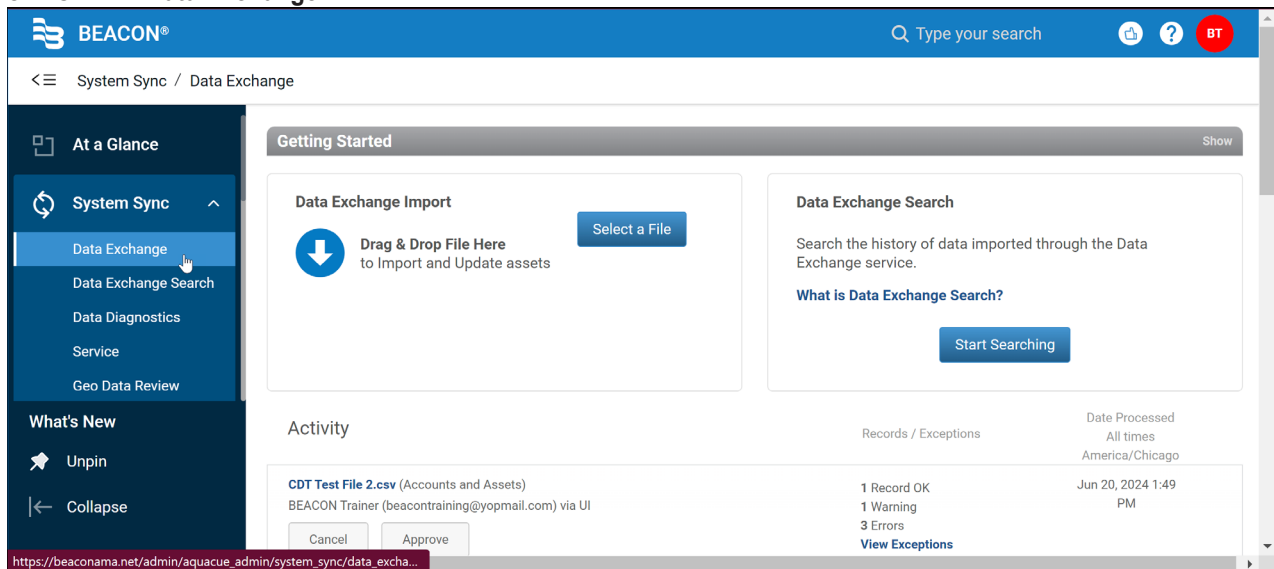 BEACON®
Type your search
BT
System Sync / Data Exchange
At a Glance
System Sync
Data Exchange
Data Exchange Search
Data Diagnostics
Service
Geo Data Review
What's New
Unpin
Collapse
Getting Started
Show
Data Exchange Import
Select a File
Drag & Drop File Here
to Import and Update assets
Data Exchange Search
Search the history of data imported through the Data
Exchange service.
What is Data Exchange Search?
Start Searching
Activity
Records / Exceptions
Date Processed
All times
America/Chicago
CDT Test File 2.csv (Accounts and Assets)
BEACON Trainer (beacontraining@yopmail.com) via UI
Cancel
Approve
1 Record OK
1 Warning
3 Errors
View Exceptions
Jun 20, 2024 1:49
PM
https://beaconama.net/admin/aquacue_admin/system_sync/data_excha...